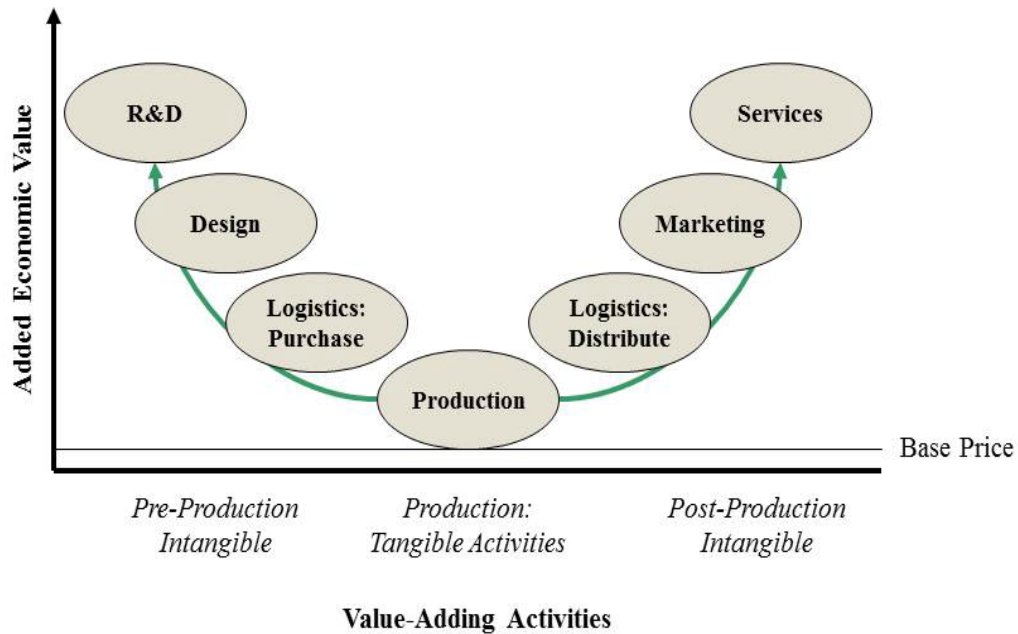 Added Economic Value
R&D
Services
Design
Marketing
Logistics:
Purchase
Logistics:
Distribute
Production
Base Price
Pre-Production
Intangible
Production:
Tangible Activities
Post-Production
Intangible
Value-Adding Activities